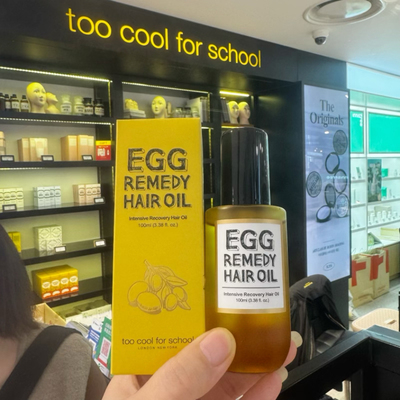 too cool for school
The
Originals
EGG
REMEDY
HAIR OIL
Intensive Recovery Hair Oil
100ml (3.38 fl. oz.)
too cool for school
EGG
REMEDY
HAIR OIL
Intensive Recovery Hair Oil
100ml (3.38 fl. oz.)